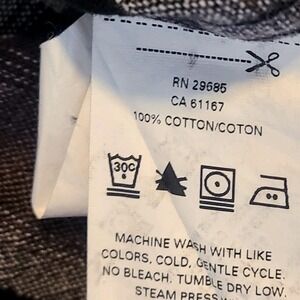 RN 29685
CA 61167
100% COTTON/COTON
30C
MACHINE WASH WITH LIKE
COLORS, COLD, GENTLE CYCLE.
NO BLEACH. TUMBLE DRY LOW.
STEAM PRESS